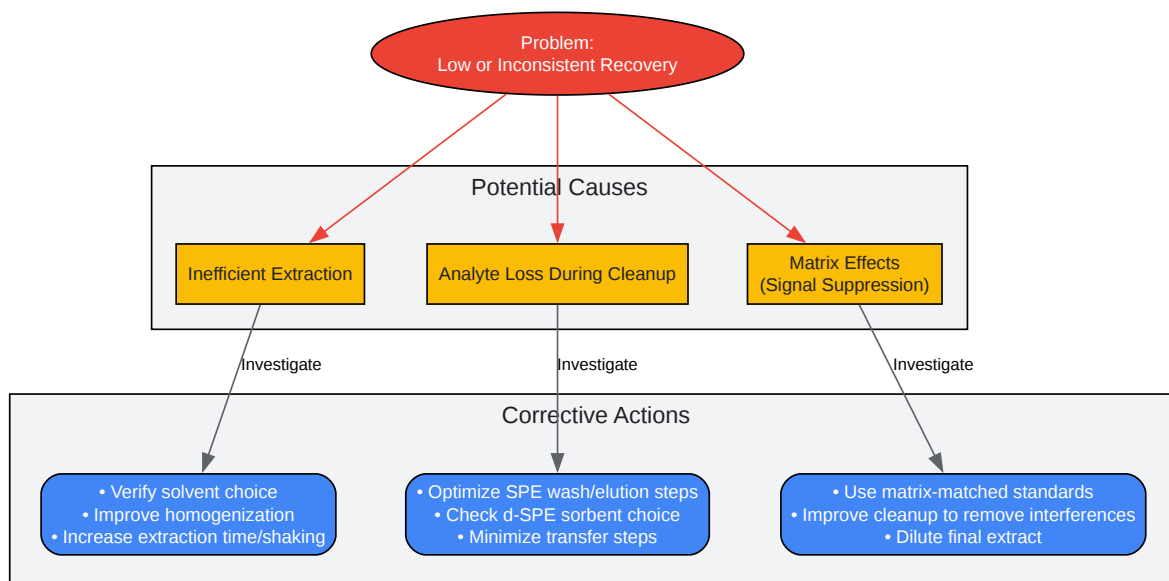 Problem:
Low or Inconsistent Recovery
Potential Causes
Inefficient Extraction
Analyte Loss During Cleanup
Matrix Effects
(Signal Suppression)
Investigate
Investigate
Investigate
Corrective Actions
• Verify solvent choice
• Improve homogenization
• Increase extraction time/shaking
• Optimize SPE wash/elution steps
• Check d-SPE sorbent choice
• Minimize transfer steps
• Use matrix-matched standards
• Improve cleanup to remove interferences
• Dilute final extract